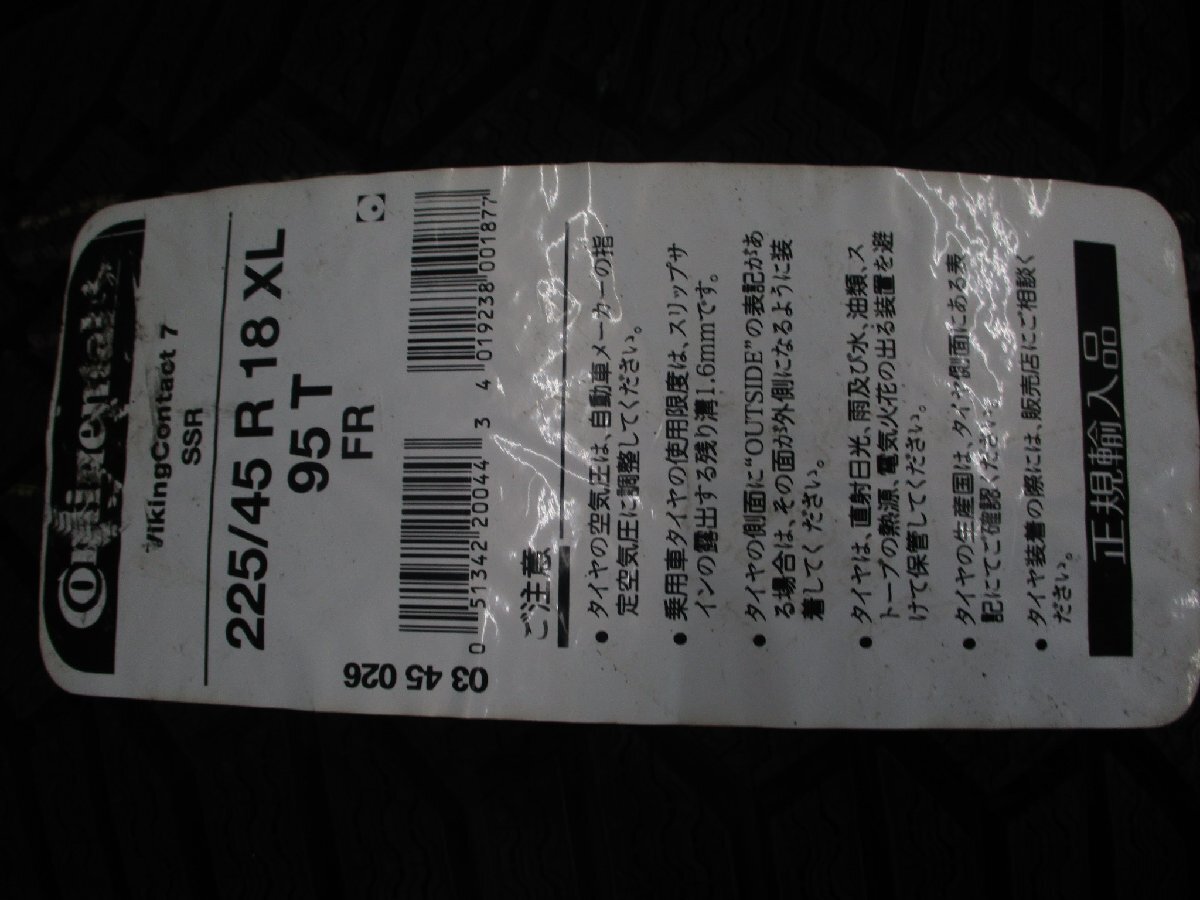 Continental
VikingContact 7
SSR
225/45 R 18 XL
95 T
FR
0 51342 20044 3
4 019238 001877
03 45 026
ご注意
● タイヤの空気圧は、自動車メーカーの指
定空気圧に調整してください。
● 乗用車タイヤの使用限度は、スリップサ
インの露出する残り溝1.6mmです。
● タイヤの側面に“OUTSIDE”の表記があ
る場合は、その面が外側になるように装
着してください。
● タイヤは、直射日光、雨及び水、油類、ス
トーブの熱源、電気火花の出る装置を避
けて保管してください。
● タイヤの生産国は、タイヤ側面にある表
記にてご確認ください。
● タイヤ装着の際には、販売店にご相談く
ださい。
正規輸入品